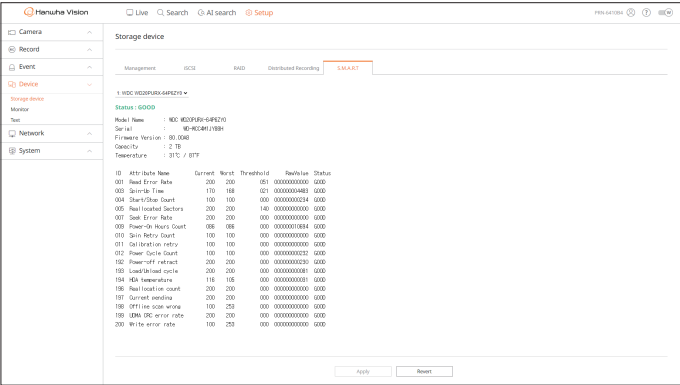 Hanwha Vision
Live Search AI search Setup
PRN-6410B4
Camera
Record
Event
Device
Storage device
Monitor
Text
Network
System
Storage device
Management iSCSI RAID Distributed Recording S.M.A.R.T
1: WDC WD20PURX-64P6ZY0
Status : GOOD
Model Name : WDC WD20PURX-64P6ZY0
Serial : WD-WCC4M1JYBBH
Firmware Version : 80.00A8
Capacity : 2 TB
Temperature : 31℃ / 87℉
ID Attribute Name Current Worst Threshhold RawValue Status
001 Read Error Rate 200 200 051 000000000000 GOOD
003 Spin-Up Time 170 168 021 000000004483 GOOD
004 Start/Stop Count 100 100 000 000000000234 GOOD
005 Reallocated Sectors 200 200 140 000000000000 GOOD
007 Seek Error Rate 200 200 000 000000000000 GOOD
009 Power-On Hours Count 086 086 000 000000010684 GOOD
010 Spin Retry Count 100 100 000 000000000000 GOOD
011 Calibration retry 100 100 000 000000000000 GOOD
012 Power Cycle Count 100 100 000 000000000232 GOOD
192 Power-off retract 200 200 000 000000000230 GOOD
193 Load/Unload cycle 200 200 000 000000000081 GOOD
194 HDA temperature 116 105 000 000000000031 GOOD
196 Reallocation count 200 200 000 000000000000 GOOD
197 Current pending 200 200 000 000000000000 GOOD
198 Offline scan wrong 100 253 000 000000000000 GOOD
199 UDMA CRC error rate 200 200 000 000000000000 GOOD
200 Write error rate 100 253 000 000000000000 GOOD
Apply Revert